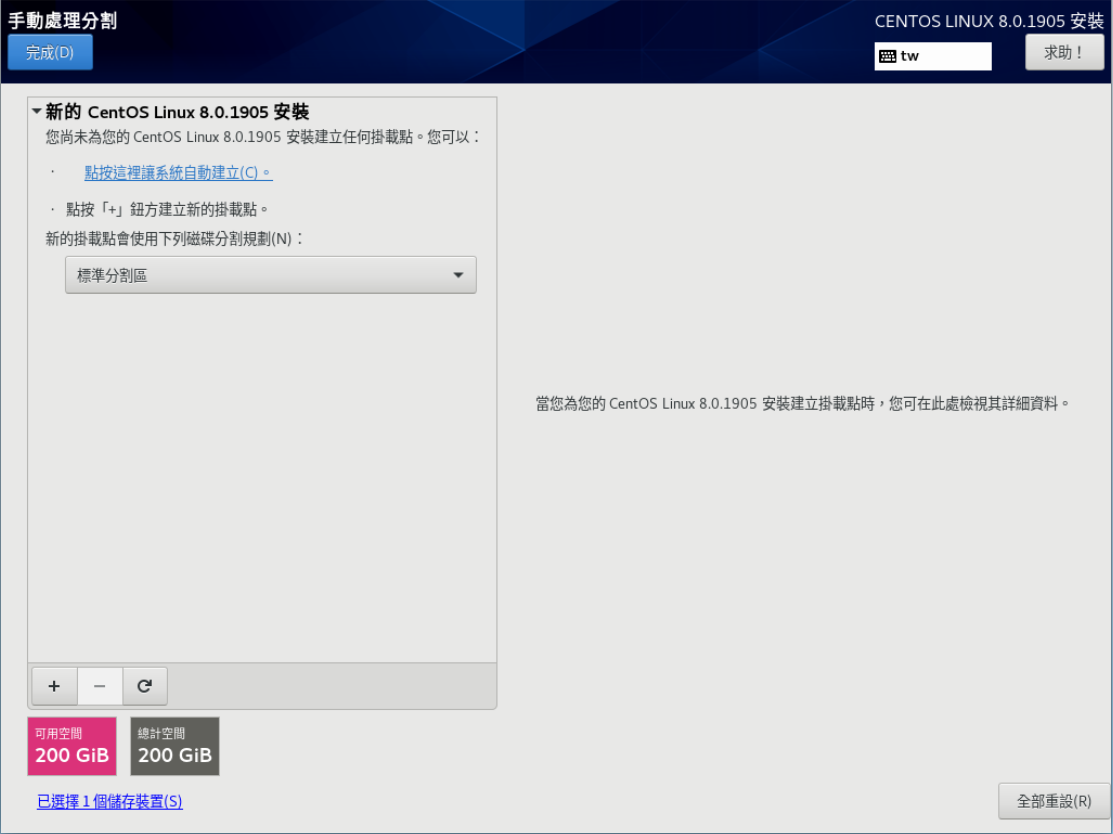 手動處理分割
CENTOS LINUX 8.0.1905 安裝
完成(D)
tw
求助！
新的 CentOS Linux 8.0.1905 安裝
您尚未為您的 CentOS Linux 8.0.1905 安裝建立任何掛載點。您可以：
· 點按這裡讓系統自動建立(C)。
· 點按「+」鈕方建立新的掛載點。
新的掛載點會使用下列磁碟分割規劃(N)：
標準分割區
當您為您的 CentOS Linux 8.0.1905 安裝建立掛載點時，您可在此處檢視其詳細資料。
+ −
可用空間
200 GiB
總計空間
200 GiB
已選擇 1 個儲存裝置(S)
全部重設(R)